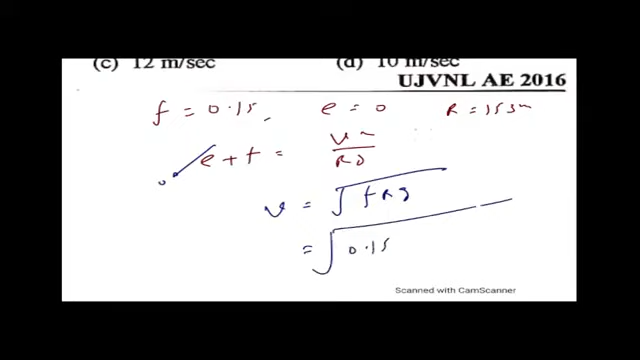 (c) 12 m/sec (d) 10 m/sec
UJVNL AE 2016
f = 0.15, e = 0 R = 153m
e + f = v²/Rg
v = √fRg
= √0.15
Scanned with CamScanner